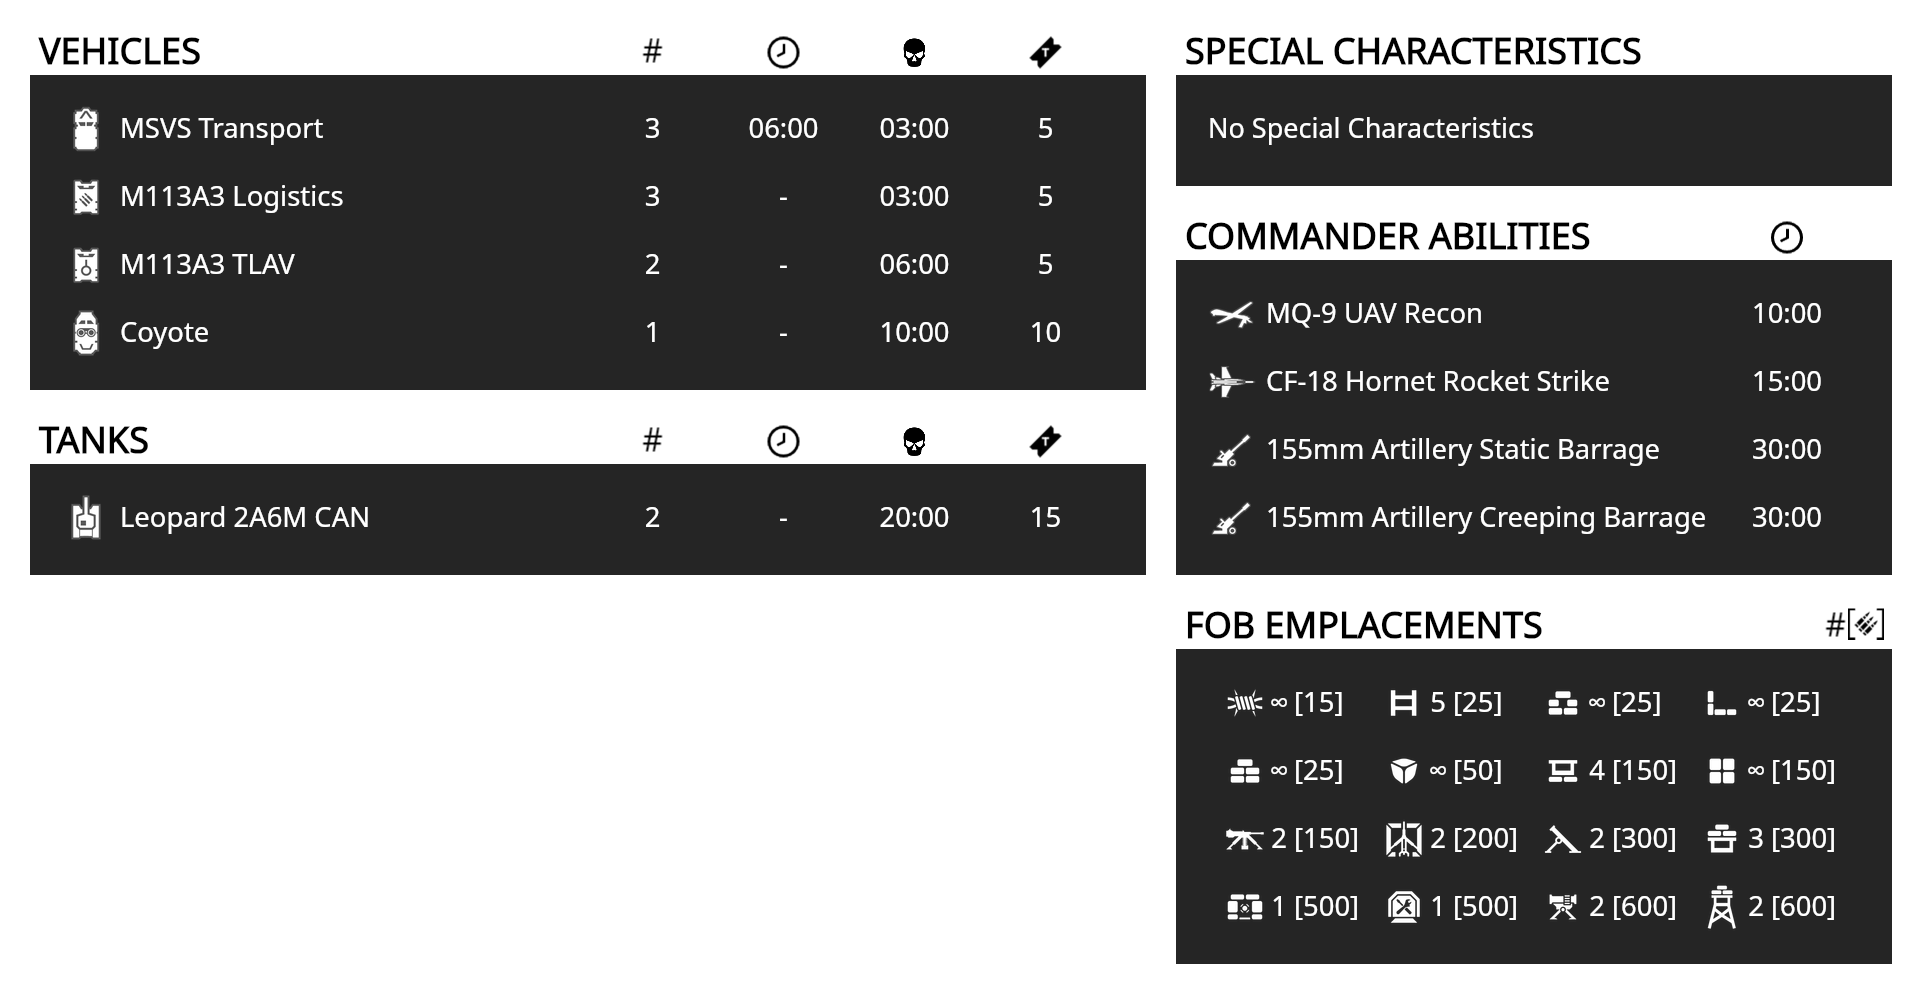 VEHICLES #
MSVS Transport 3 06:00 03:00 5
M113A3 Logistics 3 - 03:00 5
M113A3 TLAV 2 - 06:00 5
Coyote 1 - 10:00 10
TANKS #
Leopard 2A6M CAN 2 - 20:00 15
SPECIAL CHARACTERISTICS
No Special Characteristics
COMMANDER ABILITIES
MQ-9 UAV Recon 10:00
CF-18 Hornet Rocket Strike 15:00
155mm Artillery Static Barrage 30:00
155mm Artillery Creeping Barrage 30:00
FOB EMPLACEMENTS #[]
∞ [15] 5 [25] ∞ [25] ∞ [25]
∞ [25] ∞ [50] 4 [150] ∞ [150]
2 [150] 2 [200] 2 [300] 3 [300]
1 [500] 1 [500] 2 [600] 2 [600]